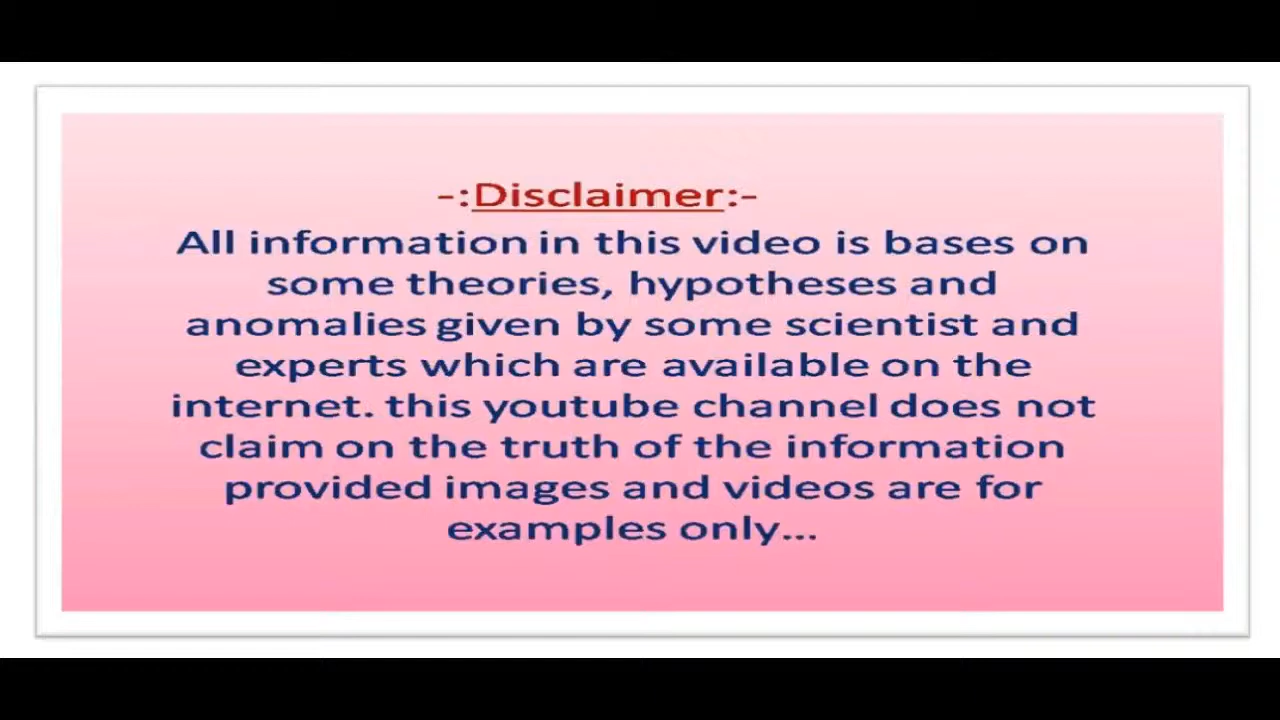 -:Disclaimer:-
All information in this video is bases on
some theories, hypotheses and
anomalies given by some scientist and
experts which are available on the
internet. this youtube channel does not
claim on the truth of the information
provided images and videos are for
examples only...